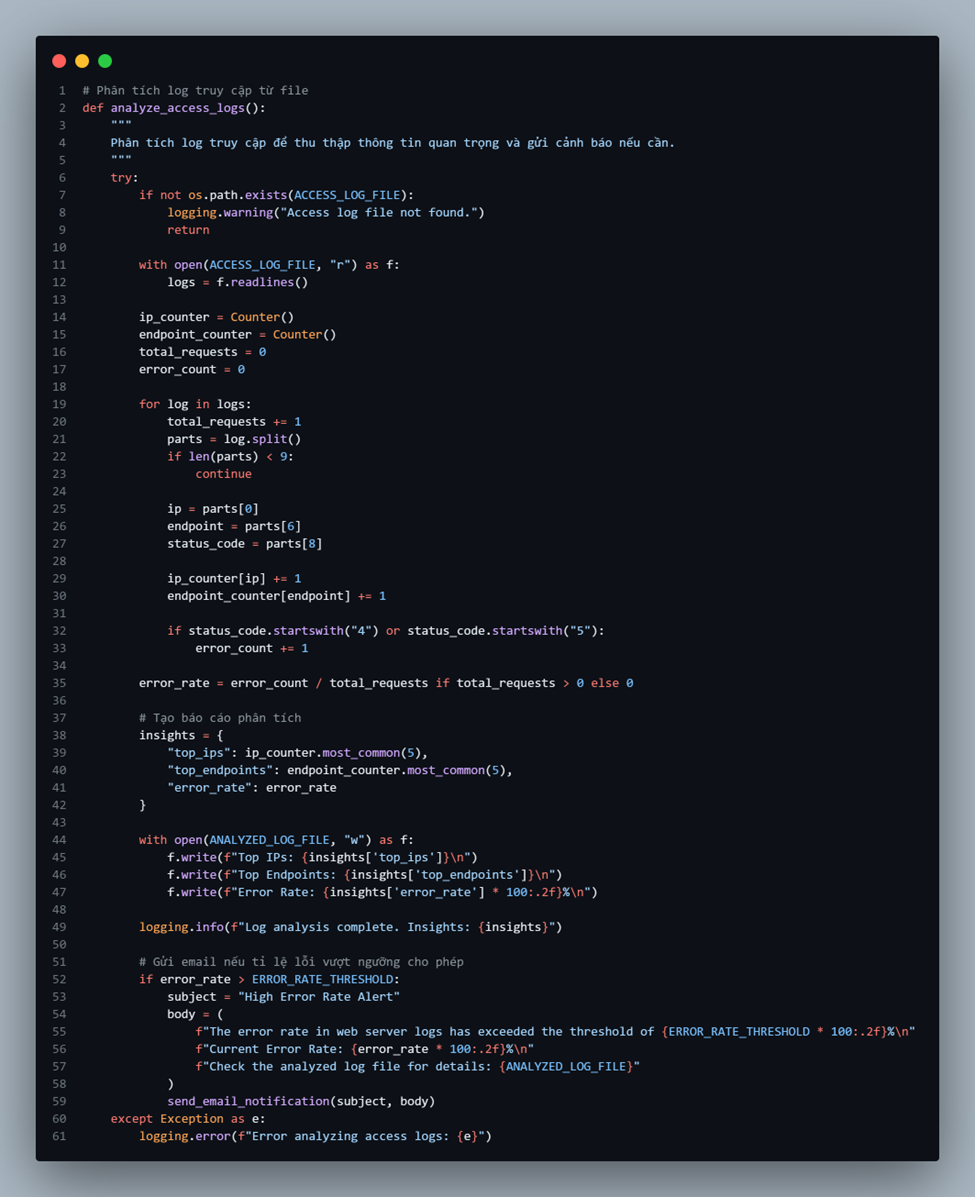 1 # Phân tích log truy cập từ file
2 def analyze_access_logs():
3     """
4     Phân tích log truy cập để thu thập thông tin quan trọng và gửi cảnh báo nếu cần.
5     """
6     try:
7         if not os.path.exists(ACCESS_LOG_FILE):
8             logging.warning("Access log file not found.")
9             return
10
11         with open(ACCESS_LOG_FILE, "r") as f:
12             logs = f.readlines()
13
14         ip_counter = Counter()
15         endpoint_counter = Counter()
16         total_requests = 0
17         error_count = 0
18
19         for log in logs:
20             total_requests += 1
21             parts = log.split()
22             if len(parts) < 9:
23                 continue
24
25             ip = parts[0]
26             endpoint = parts[6]
27             status_code = parts[8]
28
29             ip_counter[ip] += 1
30             endpoint_counter[endpoint] += 1
31
32             if status_code.startswith("4") or status_code.startswith("5"):
33                 error_count += 1
34
35         error_rate = error_count / total_requests if total_requests > 0 else 0
36
37         # Tạo báo cáo phân tích
38         insights = {
39             "top_ips": ip_counter.most_common(5),
40             "top_endpoints": endpoint_counter.most_common(5),
41             "error_rate": error_rate
42         }
43
44         with open(ANALYZED_LOG_FILE, "w") as f:
45             f.write(f"Top IPs: {insights['top_ips']}\n")
46             f.write(f"Top Endpoints: {insights['top_endpoints']}\n")
47             f.write(f"Error Rate: {insights['error_rate'] * 100:.2f}%\n")
48
49         logging.info(f"Log analysis complete. Insights: {insights}")
50
51         # Gửi email nếu tỉ lệ lỗi vượt ngưỡng cho phép
52         if error_rate > ERROR_RATE_THRESHOLD:
53             subject = "High Error Rate Alert"
54             body = (
55                 f"The error rate in web server logs has exceeded the threshold of {ERROR_RATE_THRESHOLD * 100:.2f}%\n"
56                 f"Current Error Rate: {error_rate * 100:.2f}%\n"
57                 f"Check the analyzed log file for details: {ANALYZED_LOG_FILE}"
58             )
59             send_email_notification(subject, body)
60     except Exception as e:
61         logging.error(f"Error analyzing access logs: {e}")